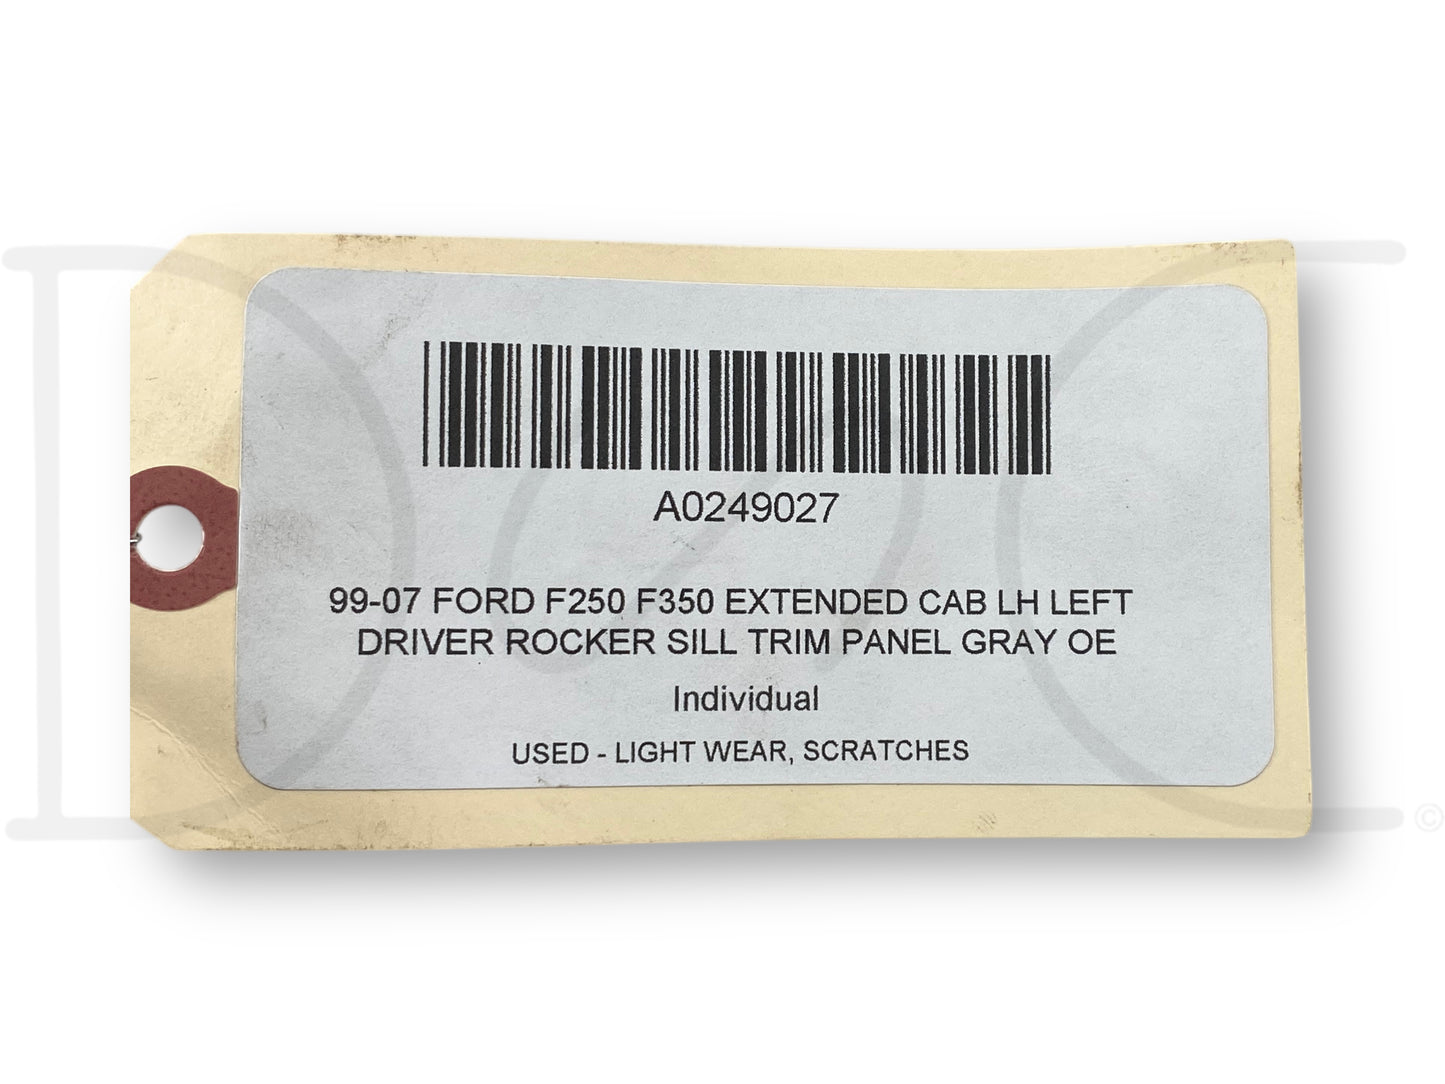 A0249027
99-07 FORD F250 F350 EXTENDED CAB LH LEFT
DRIVER ROCKER SILL TRIM PANEL GRAY OE
Individual
USED - LIGHT WEAR, SCRATCHES
©